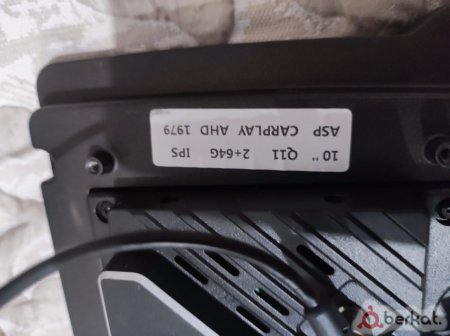 10" Q11 2+64G IPS
ASP CARPLAY AHD 1979
berkat.